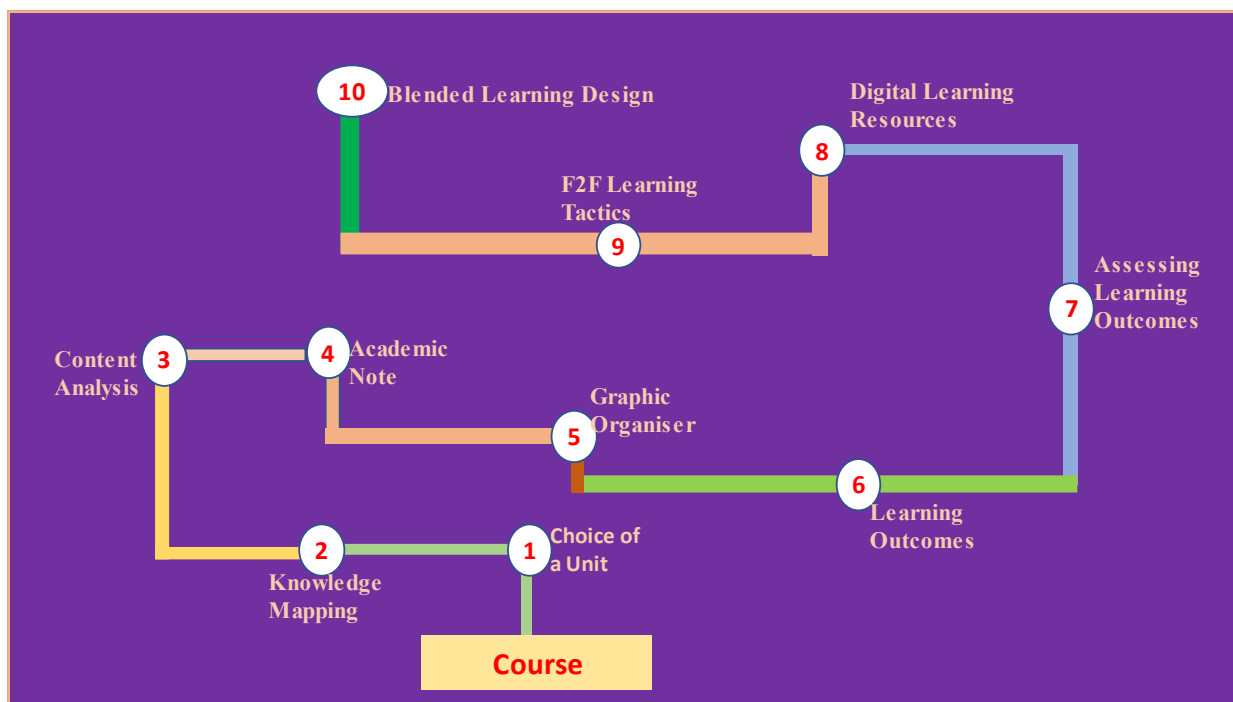 10
Blended Learning Design
Digital Learning
Resources
8
F2F Learning
Tactics
9
Assessing
Learning
Outcomes
7
Content
Analysis
3
4
Academic
Note
Graphic
Organiser
5
6
Learning
Outcomes
2
Knowledge
Mapping
1
Choice of
a Unit
Course